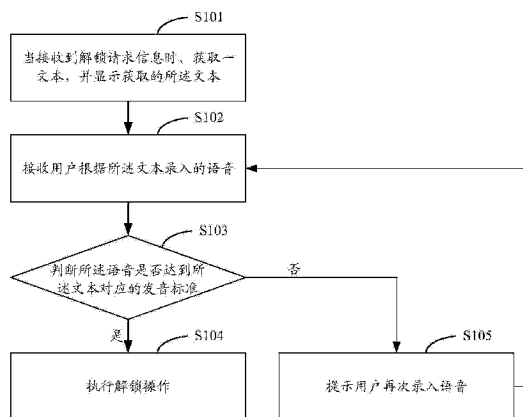 S101
当接收到解锁请求信息时、获取一
文本，并显示获取的所述文本
S102
接收用户根据所述文本录入的语音
S103
判断所述语音是否达到所
述文本对应的发音标准
否
是
S104
执行解锁操作
S105
提示用户再次录入语音